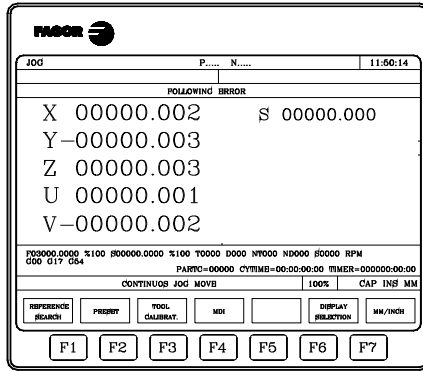 FAGOR
JOG P..... N..... 11:50:14
FOLLOWING ERROR
X 00000.002 S 00000.000
Y-00000.003
Z 00000.003
U 00000.001
V-00000.002
F03000.0000 %100 S00000.0000 %100 T0000 D000 NT000 ND000 S0000 RPM
G00 G17 G54
PARTC=00000 CYTIME=00:00:00:00 TIMER=000000:00:00
CONTINUOS JOG MOVE 100% CAP INS MM
REFERENCE SEARCH PRESET TOOL CALIBRAT. MDI DISPLAY SELECTION MM/INCH
F1 F2 F3 F4 F5 F6 F7